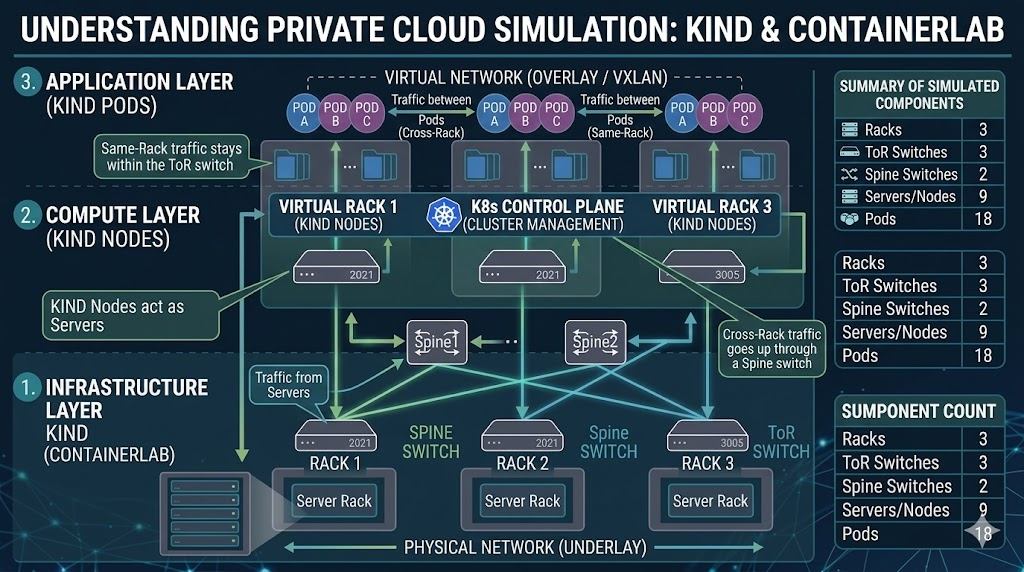 UNDERSTANDING PRIVATE CLOUD SIMULATION: KIND & CONTAINERLAB
3. APPLICATION LAYER
(KIND PODS)
VIRTUAL NETWORK (OVERLAY / VXLAN)
POD A
POD B
POD C
Traffic between
Pods
(Cross-Rack)
POD A
POD B
POD C
Traffic between
Pods
(Same-Rack)
POD A
POD B
POD C
Same-Rack traffic stays
within the ToR switch
...
...
...
2. COMPUTE LAYER
(KIND NODES)
VIRTUAL RACK 1
(KIND NODES)
K8s CONTROL PLANE
(CLUSTER MANAGEMENT)
VIRTUAL RACK 3
(KIND NODES)
2021
2021
3005
KIND Nodes act as
Servers
Spine1
...
Spine2
Cross-Rack traffic
goes up through
a Spine switch
1. INFRASTRUCTURE
LAYER
KIND
(CONTAINERLAB)
Traffic from
Servers
2021
SPINE
SWITCH
2021
Spine
SWITCH
3005
ToR
SWITCH
RACK 1
RACK 2
RACK 3
Server Rack
Server Rack
Server Rack
PHYSICAL NETWORK (UNDERLAY)
SUMMARY OF SIMULATED
COMPONENTS
Racks 3
ToR Switches 3
Spine Switches 2
Servers/Nodes 9
Pods 18
Racks 3
ToR Switches 3
Spine Switches 2
Servers/Nodes 9
Pods 18
SUMPONENT COUNT
Racks 3
ToR Switches 3
Spine Switches 2
Servers/Nodes 9
Pods 18